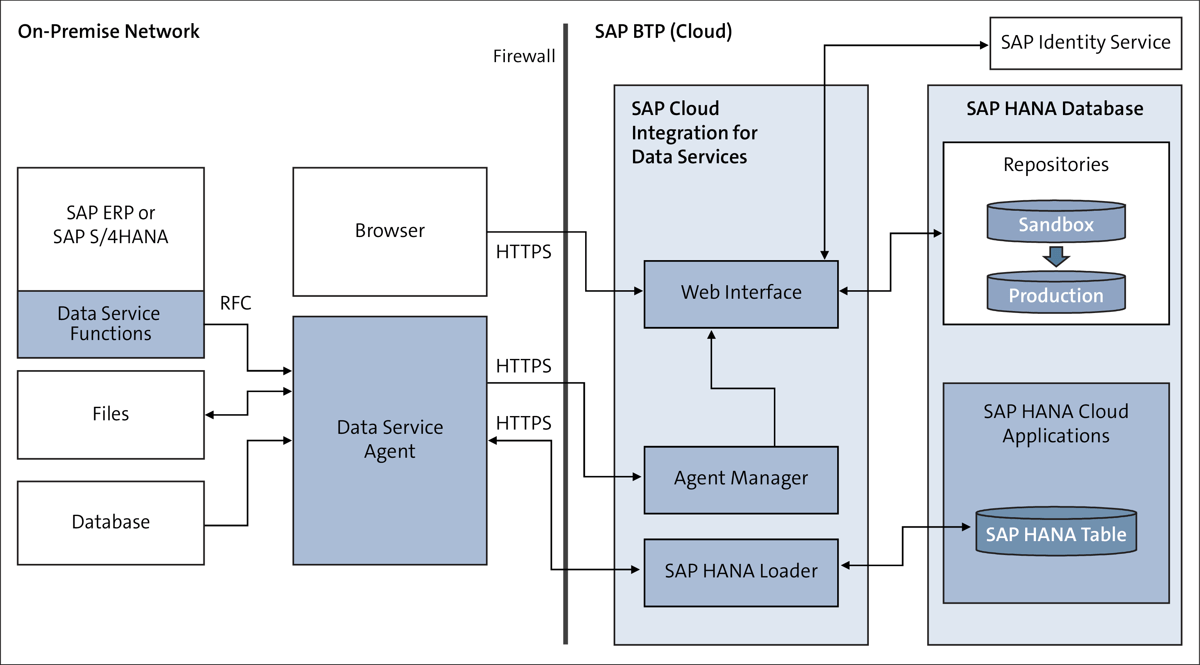 On-Premise Network
Firewall
SAP BTP (Cloud)
SAP Identity Service
SAP ERP or
SAP S/4HANA
Data Service
Functions
RFC
Files
Database
Browser
HTTPS
Data Service
Agent
HTTPS
HTTPS
SAP Cloud
Integration for
Data Services
Web Interface
Agent Manager
SAP HANA Loader
SAP HANA Database
Repositories
Sandbox
Production
SAP HANA Cloud
Applications
SAP HANA Table